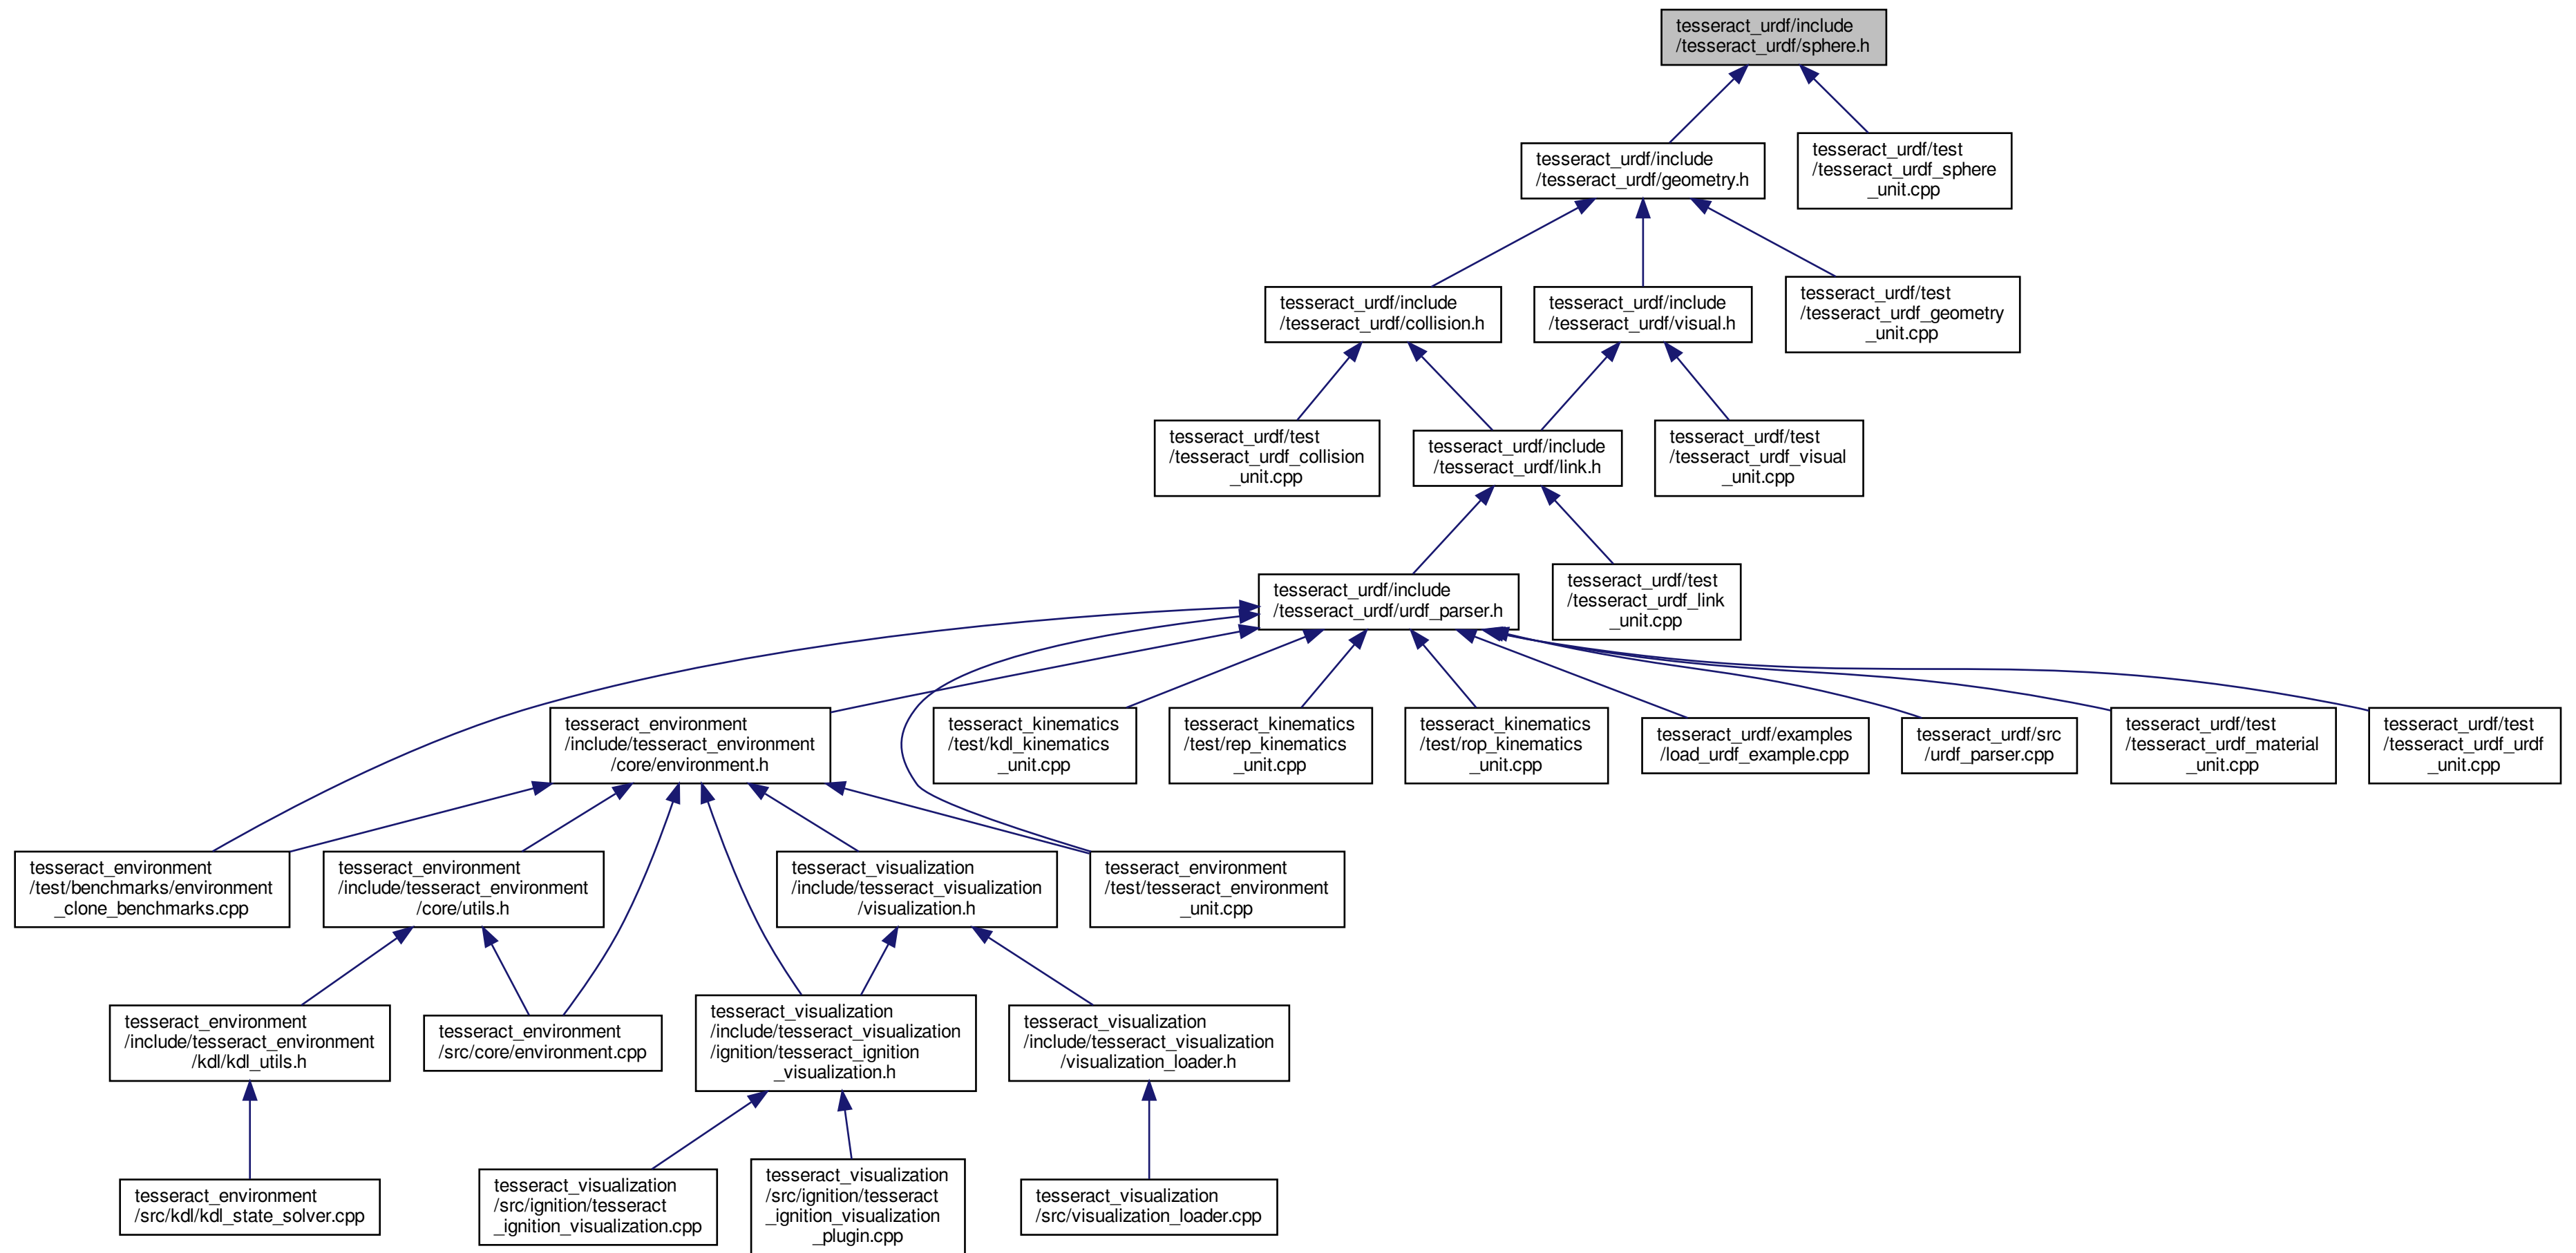 tesseract_urdf/include
/tesseract_urdf/sphere.h
tesseract_urdf/include
/tesseract_urdf/geometry.h
tesseract_urdf/test
/tesseract_urdf_sphere
_unit.cpp
tesseract_urdf/include
/tesseract_urdf/collision.h
tesseract_urdf/include
/tesseract_urdf/visual.h
tesseract_urdf/test
/tesseract_urdf_geometry
_unit.cpp
tesseract_urdf/test
/tesseract_urdf_collision
_unit.cpp
tesseract_urdf/include
/tesseract_urdf/link.h
tesseract_urdf/test
/tesseract_urdf_visual
_unit.cpp
tesseract_urdf/include
/tesseract_urdf/urdf_parser.h
tesseract_urdf/test
/tesseract_urdf_link
_unit.cpp
tesseract_environment
/include/tesseract_environment
/core/environment.h
tesseract_kinematics
/test/kdl_kinematics
_unit.cpp
tesseract_kinematics
/test/rep_kinematics
_unit.cpp
tesseract_kinematics
/test/rop_kinematics
_unit.cpp
tesseract_urdf/examples
/load_urdf_example.cpp
tesseract_urdf/src
/urdf_parser.cpp
tesseract_urdf/test
/tesseract_urdf_material
_unit.cpp
tesseract_urdf/test
/tesseract_urdf_urdf
_unit.cpp
tesseract_environment
/test/benchmarks/environment
_clone_benchmarks.cpp
tesseract_environment
/include/tesseract_environment
/core/utils.h
tesseract_visualization
/include/tesseract_visualization
/visualization.h
tesseract_environment
/test/tesseract_environment
_unit.cpp
tesseract_environment
/include/tesseract_environment
/kdl/kdl_utils.h
tesseract_environment
/src/core/environment.cpp
tesseract_visualization
/include/tesseract_visualization
/ignition/tesseract_ignition
_visualization.h
tesseract_visualization
/include/tesseract_visualization
/visualization_loader.h
tesseract_environment
/src/kdl/kdl_state_solver.cpp
tesseract_visualization
/src/ignition/tesseract
_ignition_visualization.cpp
tesseract_visualization
/src/ignition/tesseract
_ignition_visualization
_plugin.cpp
tesseract_visualization
/src/visualization_loader.cpp